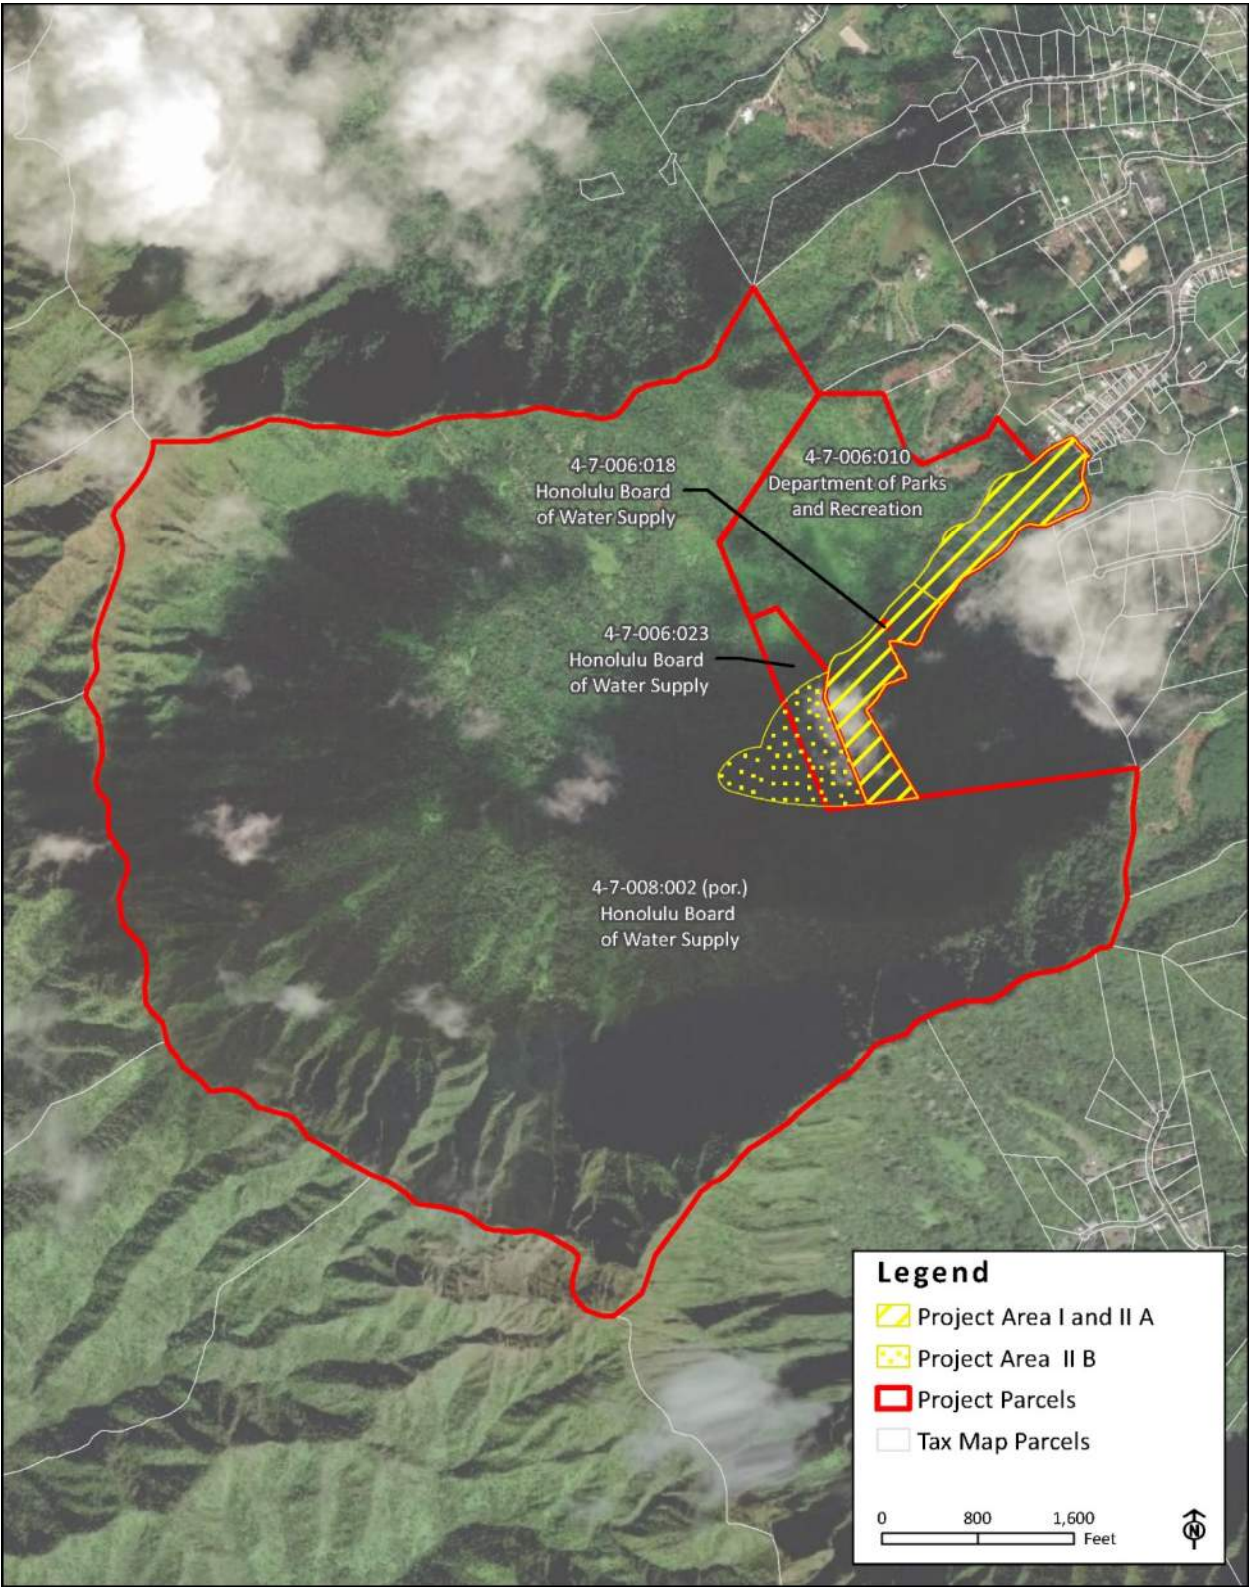 4-7-006:018
Honolulu Board
of Water Supply
4-7-006:010
Department of Parks
and Recreation
4-7-006:023
Honolulu Board
of Water Supply
4-7-008:002 (por.)
Honolulu Board
of Water Supply
Legend
Project Area I and II A
Project Area II B
Project Parcels
Tax Map Parcels
0 800 1,600
Feet
N